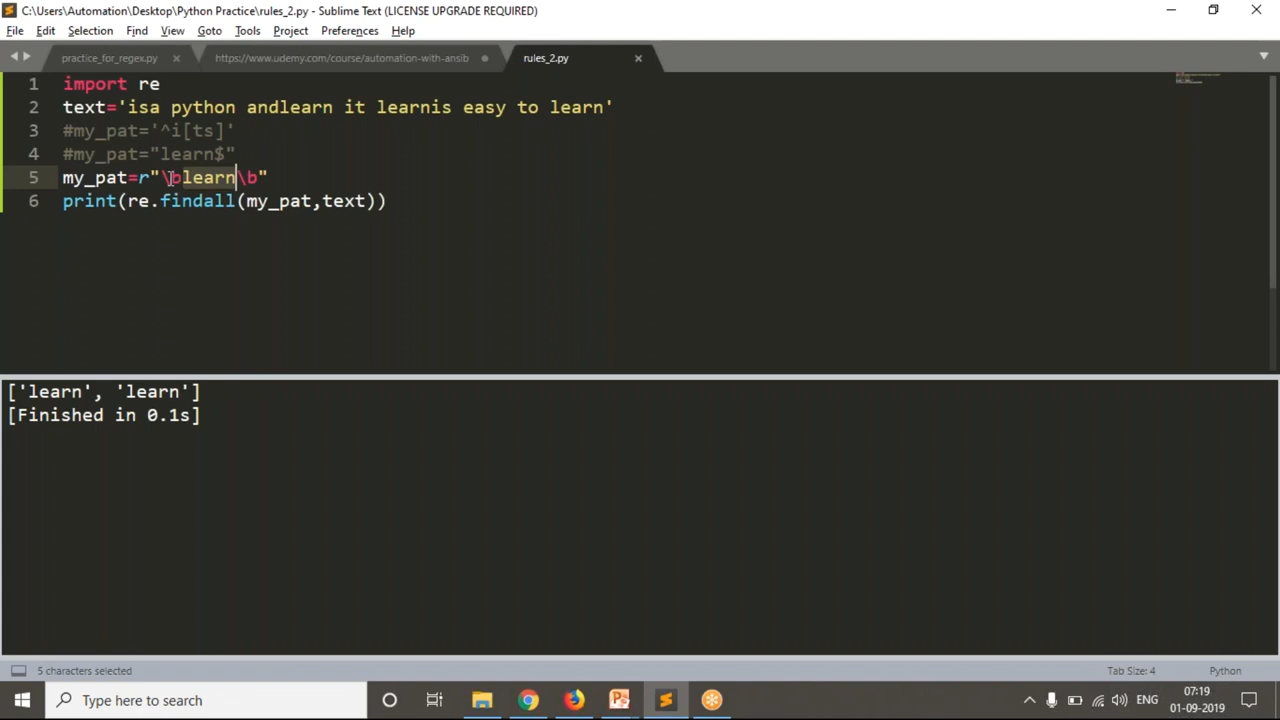 C:\Users\Automation\Desktop\Python Practice\rules_2.py - Sublime Text (LICENSE UPGRADE REQUIRED)
File Edit Selection Find View Goto Tools Project Preferences Help
practice_for_regex.py https://www.udemy.com/course/automation-with-ansib rules_2.py
1 import re
2 text='isa python andlearn it learnis easy to learn'
3 #my_pat='^i[ts]'
4 #my_pat="learn$"
5 my_pat=r"\blearn\b"
6 print(re.findall(my_pat,text))
['learn', 'learn']
[Finished in 0.1s]
5 characters selected Tab Size: 4 Python
Type here to search ENG 07:19
01-09-2019